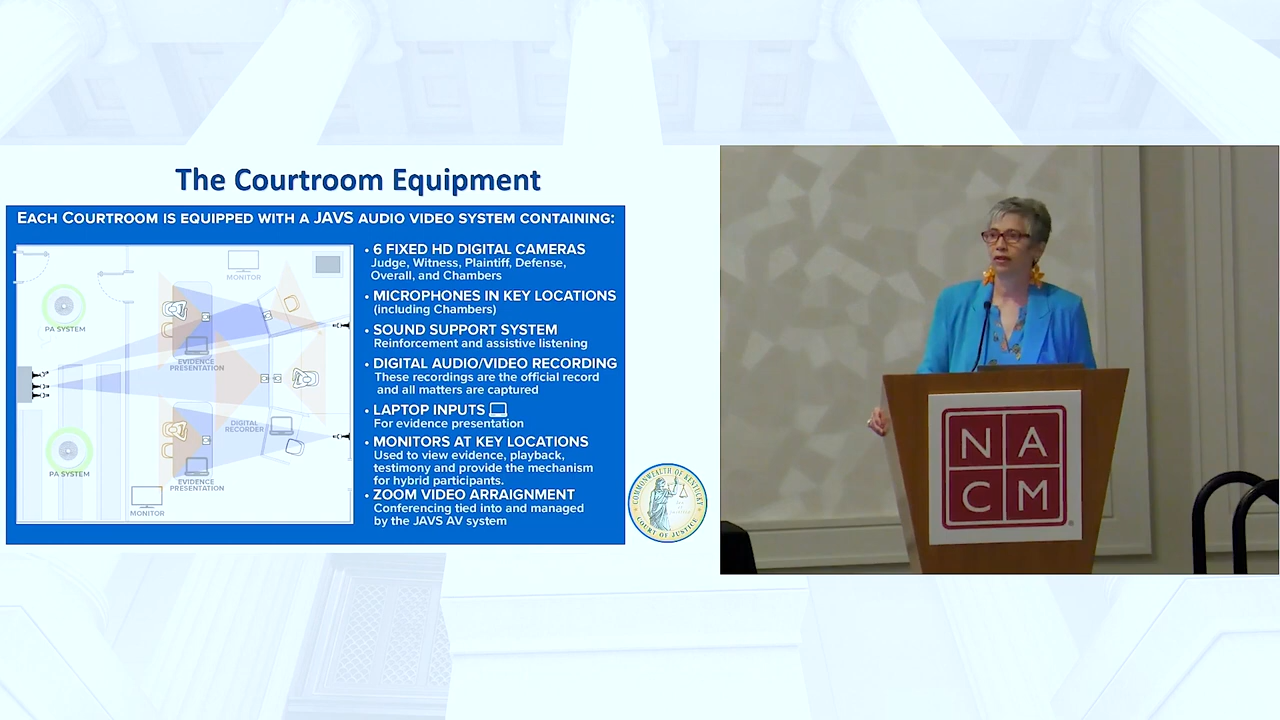 The Courtroom Equipment
EACH COURTROOM IS EQUIPPED WITH A JAVS AUDIO VIDEO SYSTEM CONTAINING:
MONITOR
PA SYSTEM
EVIDENCE
PRESENTATION
DIGITAL
RECORDER
PA SYSTEM
EVIDENCE
PRESENTATION
MONITOR
• 6 FIXED HD DIGITAL CAMERAS
Judge, Witness, Plaintiff, Defense,
Overall, and Chambers
• MICROPHONES IN KEY LOCATIONS
(including Chambers)
• SOUND SUPPORT SYSTEM
Reinforcement and assistive listening
• DIGITAL AUDIO/VIDEO RECORDING
These recordings are the official record
and all matters are captured
• LAPTOP INPUTS
For evidence presentation
• MONITORS AT KEY LOCATIONS
Used to view evidence, playback,
testimony and provide the mechanism
for hybrid participants.
• ZOOM VIDEO ARRAIGNMENT
Conferencing tied into and managed
by the JAVS AV system
COMMONWEALTH OF KENTUCKY
COURT OF JUSTICE
N A
C M
®